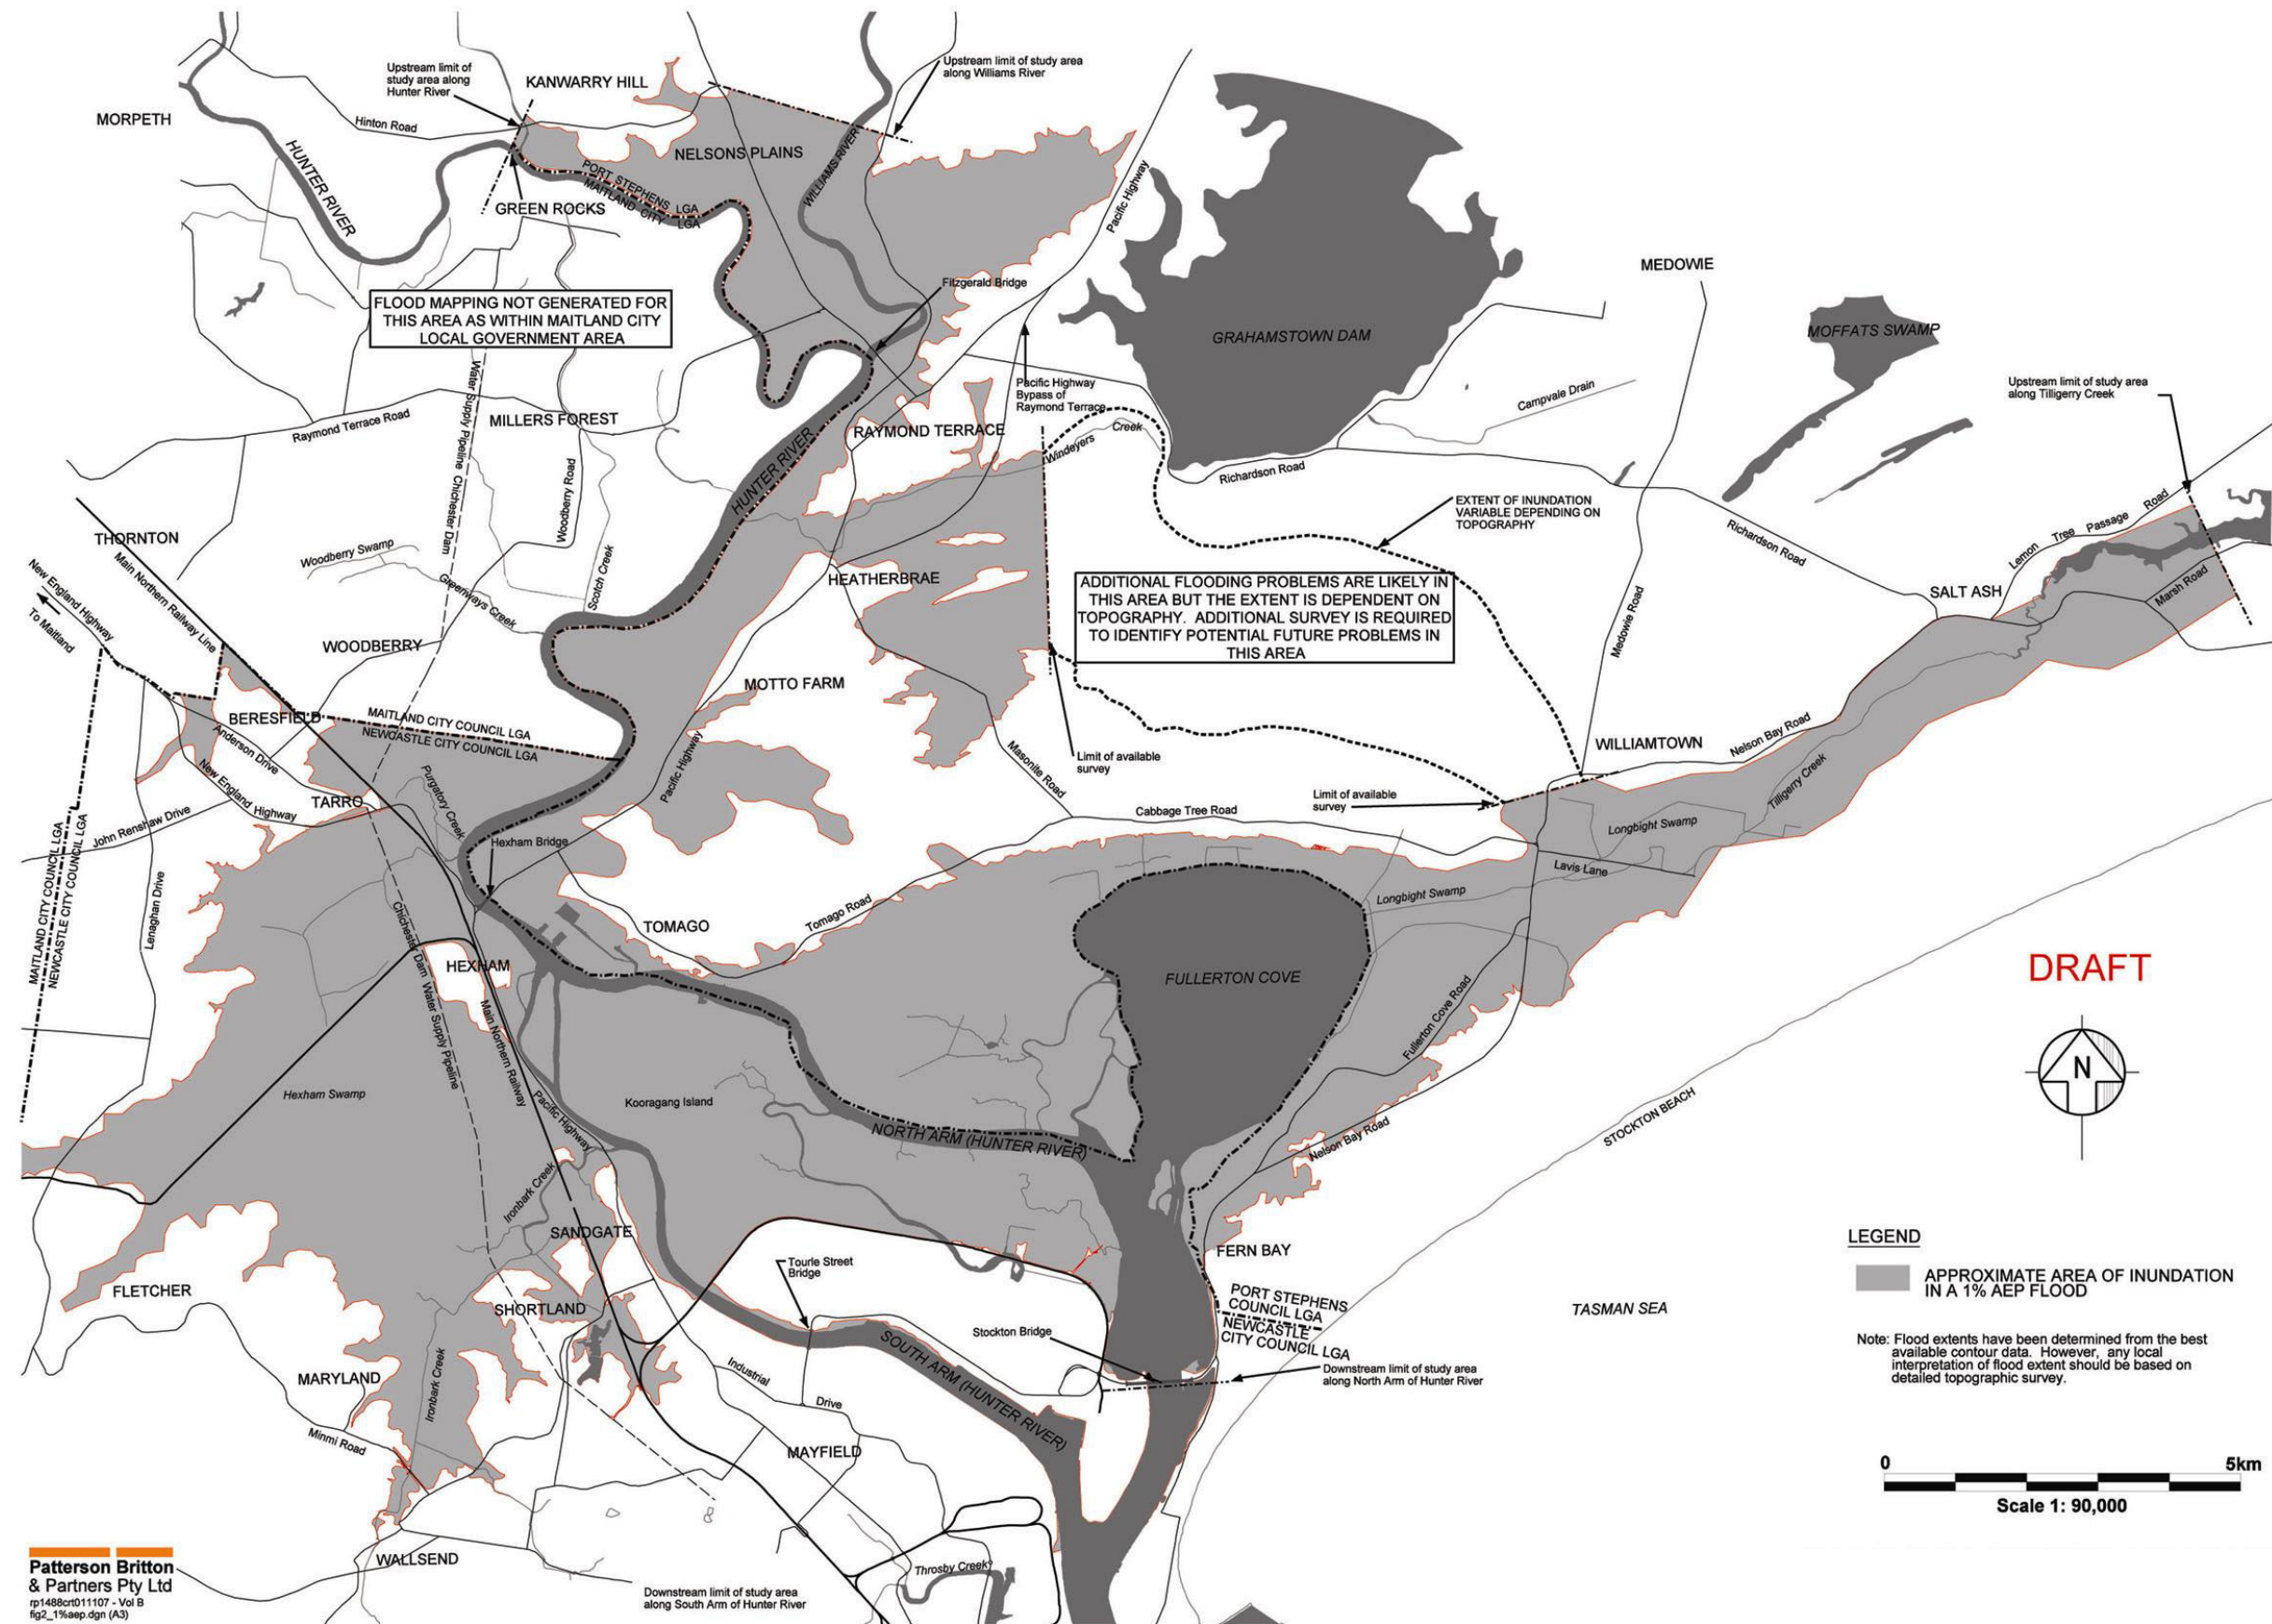 Upstream limit of
study area along
Hunter River
KANWARRY HILL
Upstream limit of study area
along Williams River
MORPETH
Hinton Road
HUNTER RIVER
NELSONS PLAINS
WILLIAMS RIVER
PORT STEPHENS LGA
MAITLAND CITY LGA
GREEN ROCKS
Pacific Highway
MEDOWIE
Fitzgerald Bridge
FLOOD MAPPING NOT GENERATED FOR
THIS AREA AS WITHIN MAITLAND CITY
LOCAL GOVERNMENT AREA
GRAHAMSTOWN DAM
MOFFATS SWAMP
Water Supply Pipeline Chichester Dam
Pacific Highway
Bypass of
Raymond Terrace
Upstream limit of study area
along Tilligerry Creek
Campvale Drain
Raymond Terrace Road
MILLERS FOREST
RAYMOND TERRACE
Windeyers Creek
HUNTER RIVER
Richardson Road
Woodberry Road
EXTENT OF INUNDATION
VARIABLE DEPENDING ON
TOPOGRAPHY
Lemon Tree Passage Road
Richardson Road
THORNTON
Main Northern Railway Line
Woodberry Swamp
Greenways Creek
Scotch Creek
HEATHERBRAE
New England Highway
To Maitland
ADDITIONAL FLOODING PROBLEMS ARE LIKELY IN
THIS AREA BUT THE EXTENT IS DEPENDENT ON
TOPOGRAPHY. ADDITIONAL SURVEY IS REQUIRED
TO IDENTIFY POTENTIAL FUTURE PROBLEMS IN
THIS AREA
SALT ASH
Marsh Road
Medowie Road
WOODBERRY
MOTTO FARM
BERESFIELD
MAITLAND CITY COUNCIL LGA
NEWCASTLE CITY COUNCIL LGA
Anderson Drive
Pacific Highway
Masonite Road
Limit of available
survey
WILLIAMTOWN
Nelson Bay Road
Tilligerry Creek
New England Highway
TARRO
Purgatory Creek
John Renshaw Drive
Cabbage Tree Road
Limit of available
survey
Longbight Swamp
Hexham Bridge
Lavis Lane
MAITLAND CITY COUNCIL LGA
NEWCASTLE CITY COUNCIL LGA
Lenaghan Drive
Longbight Swamp
Chichester Dam Water Supply Pipeline
TOMAGO
Tomago Road
HEXHAM
FULLERTON COVE
DRAFT
Fullerton Cove Road
N
Main Northern Railway
Hexham Swamp
Pacific Highway
Kooragang Island
NORTH ARM (HUNTER RIVER)
Nelson Bay Road
STOCKTON BEACH
Ironbark Creek
SANDGATE
FERN BAY
LEGEND
Tourle Street
Bridge
APPROXIMATE AREA OF INUNDATION
IN A 1% AEP FLOOD
FLETCHER
SHORTLAND
PORT STEPHENS
COUNCIL LGA
NEWCASTLE
CITY COUNCIL LGA
TASMAN SEA
Stockton Bridge
SOUTH ARM (HUNTER RIVER)
Note: Flood extents have been determined from the best
available contour data. However, any local
interpretation of flood extent should be based on
detailed topographic survey.
Downstream limit of study area
along North Arm of Hunter River
MARYLAND
Ironbark Creek
Industrial Drive
Minmi Road
MAYFIELD
0 5km
Scale 1: 90,000
WALLSEND
Throsby Creek
Patterson Britton
& Partners Pty Ltd
rp1488crt011107 - Vol B
fig2_1%aep.dgn (A3)
Downstream limit of study area
along South Arm of Hunter River